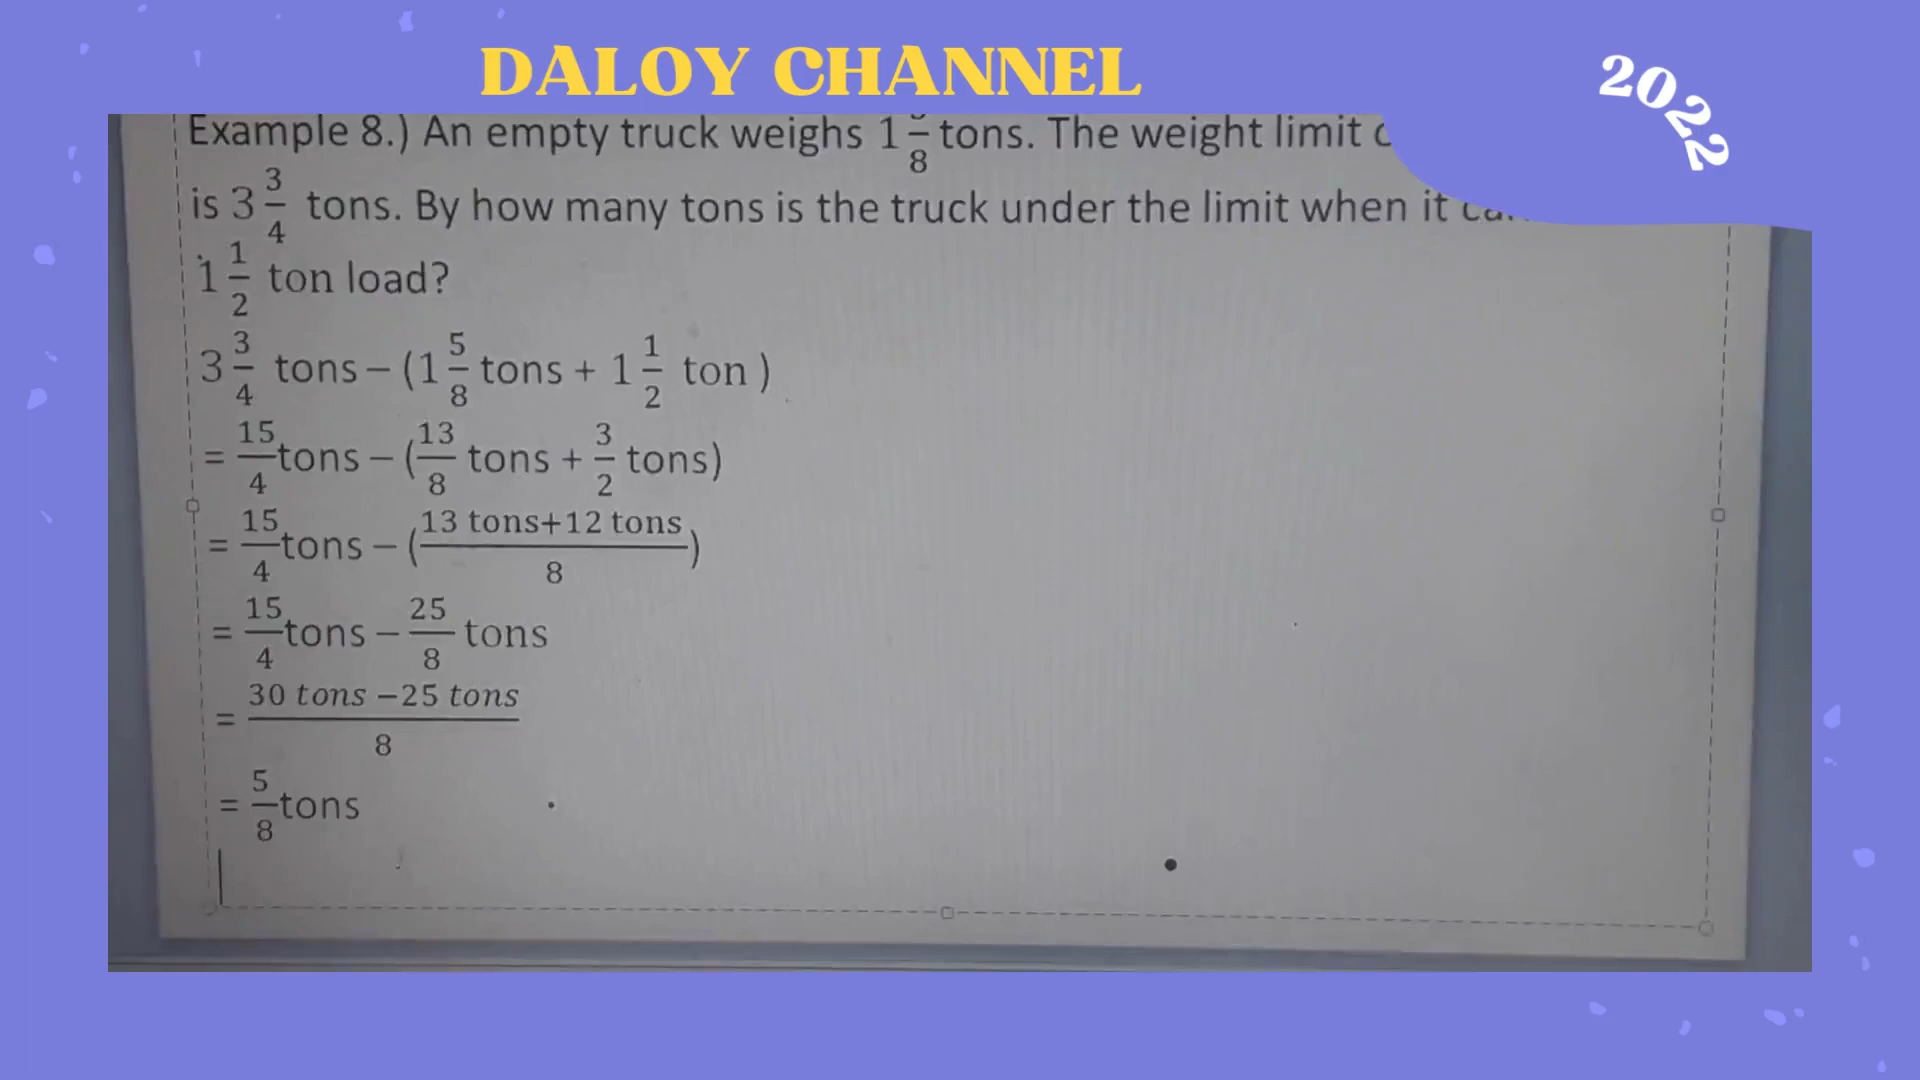 DALOY CHANNEL
2022
Example 8.) An empty truck weighs 1 –/8 tons. The weight limit
is 3 3/4 tons. By how many tons is the truck under the limit when it
1 1/2 ton load?
3 3/4 tons – (1 5/8 tons + 1 1/2 ton )
= 15/4 tons – (13/8 tons + 3/2 tons)
= 15/4 tons – (13 tons+12 tons/8)
= 15/4 tons – 25/8 tons
= 30 tons –25 tons/8
= 5/8 tons